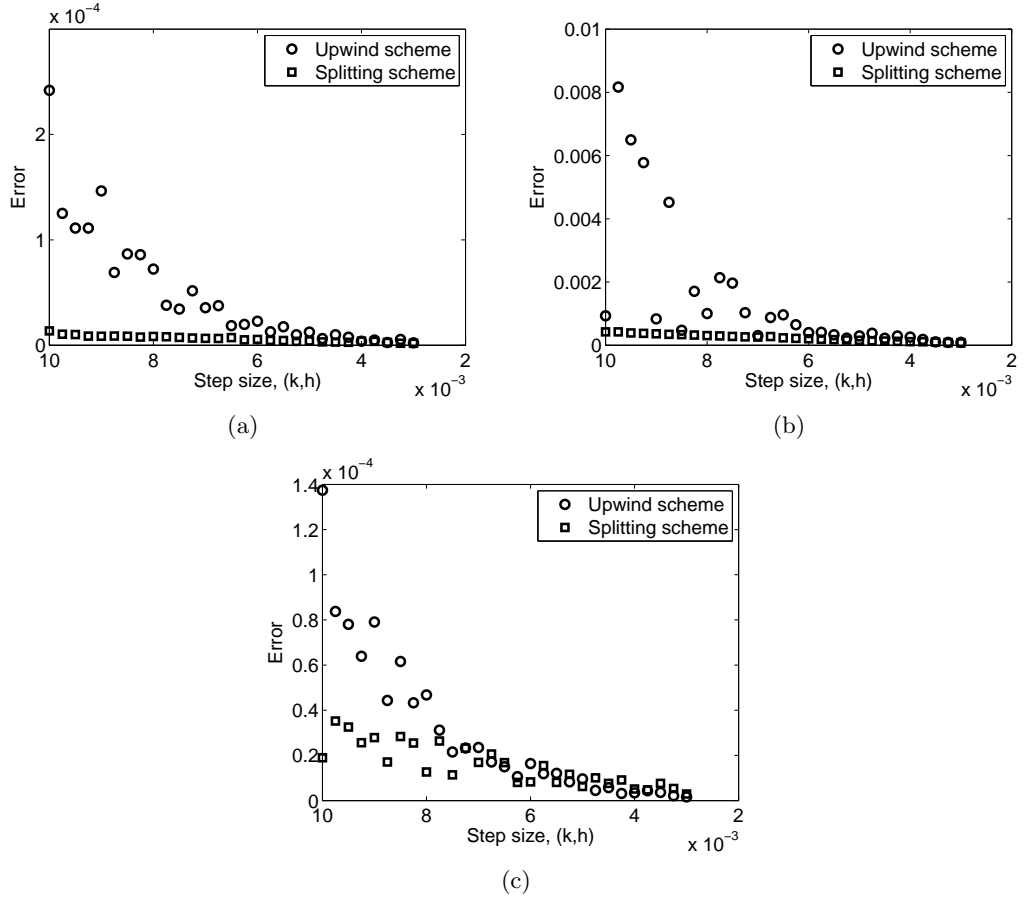 x 10⁻⁴
Upwind scheme
Splitting scheme
2
1
0
Error
10 8 6 4 2
Step size, (k,h)
x 10⁻³
(a)
0.01
Upwind scheme
Splitting scheme
0.008
0.006
0.004
0.002
0
Error
10 8 6 4 2
Step size, (k,h)
x 10⁻³
(b)
1.4 x 10⁻⁴
Upwind scheme
Splitting scheme
1.2
1
0.8
0.6
0.4
0.2
0
Error
10 8 6 4 2
Step size, (k,h)
x 10⁻³
(c)